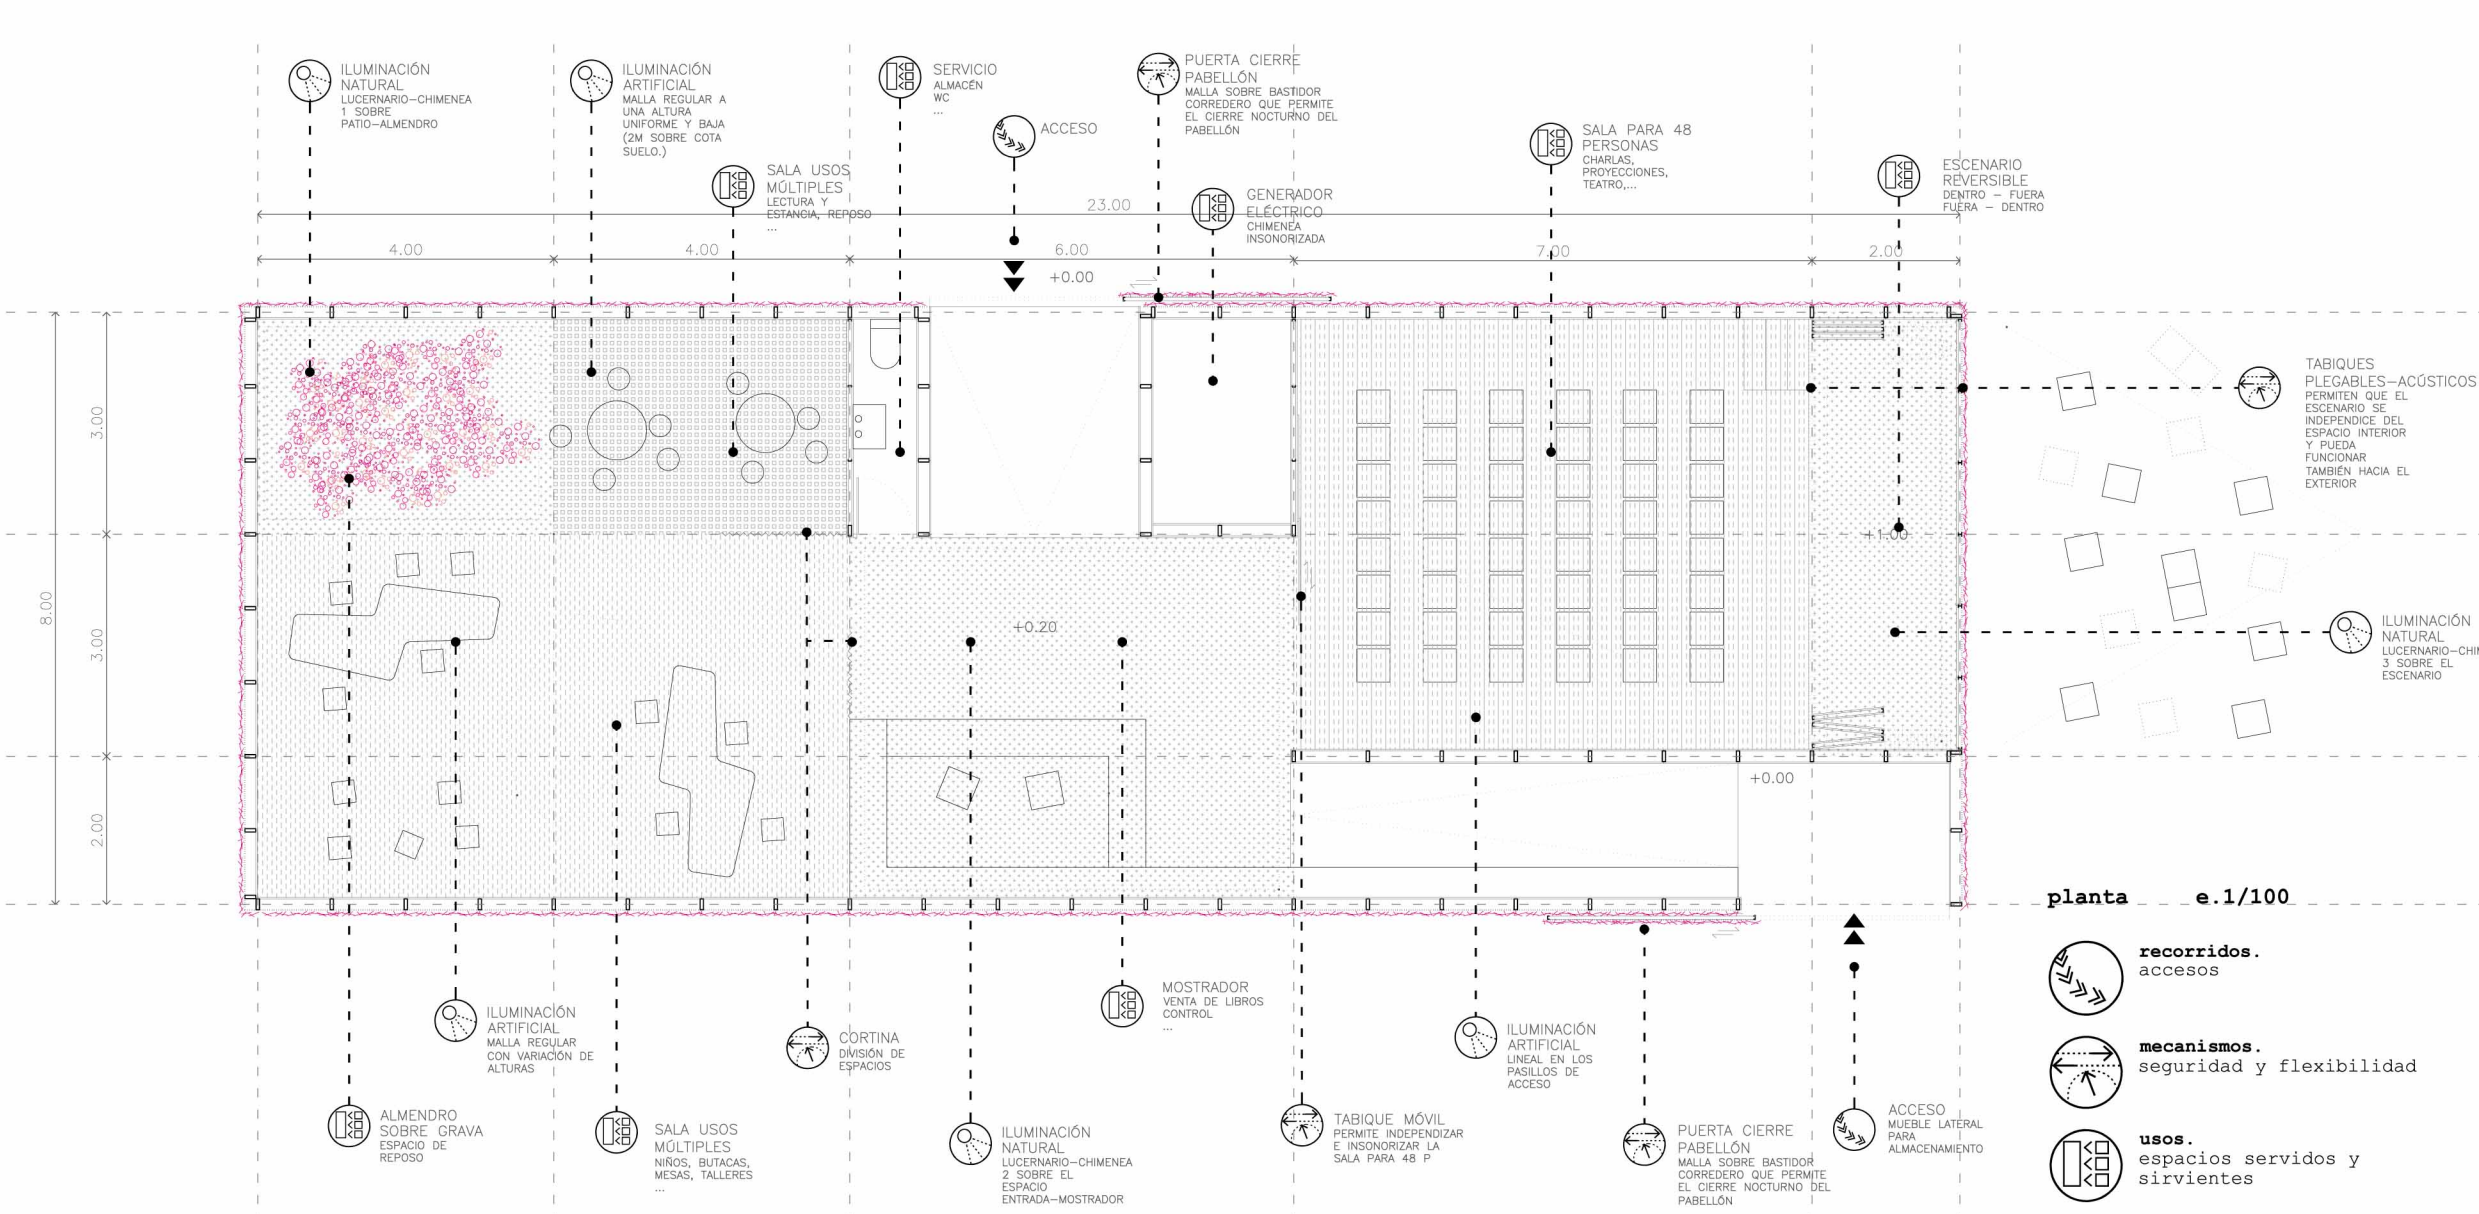 ILUMINACIÓN
NATURAL
LUCERNARIO-CHIMENEA
1 SOBRE
PATIO-ALMENDRO
ILUMINACIÓN
ARTIFICIAL
MALLA REGULAR A
UNA ALTURA
UNIFORME Y BAJA
(2M SOBRE COTA
SUELO.)
SALA USOS
MÚLTIPLES
LECTURA Y
ESTANCIA, REPOSO
...
SERVICIO
ALMACÉN
WC
...
ACCESO
PUERTA CIERRE
PABELLÓN
MALLA SOBRE BASTIDOR
CORREDERO QUE PERMITE
EL CIERRE NOCTURNO DEL
PABELLÓN
GENERADOR
ELÉCTRICO
CHIMENEA
INSONORIZADA
SALA PARA 48
PERSONAS
CHARLAS,
PROYECCIONES,
TEATRO,...
ESCENARIO
REVERSIBLE
DENTRO - FUERA
FUERA - DENTRO
23.00
4.00
4.00
6.00
7.00
2.00
+0.00
3.00
8.00
3.00
2.00
+0.20
+1.00
+0.00
TABIQUES
PLEGABLES-ACÚSTICOS
PERMITEN QUE EL
ESCENARIO SE
INDEPENDICE DEL
ESPACIO INTERIOR
Y PUEDA
FUNCIONAR
TAMBIÉN HACIA EL
EXTERIOR
ILUMINACIÓN
NATURAL
LUCERNARIO-CHI
3 SOBRE EL
ESCENARIO
ALMENDRO
SOBRE GRAVA
ESPACIO DE
REPOSO
ILUMINACIÓN
ARTIFICIAL
MALLA REGULAR
CON VARIACIÓN DE
ALTURAS
SALA USOS
MÚLTIPLES
NIÑOS, BUTACAS,
MESAS, TALLERES
...
CORTINA
DIVISIÓN DE
ESPACIOS
ILUMINACIÓN
NATURAL
LUCERNARIO-CHIMENEA
2 SOBRE EL
ESPACIO
ENTRADA-MOSTRADOR
MOSTRADOR
VENTA DE LIBROS
CONTROL
...
TABIQUE MÓVIL
PERMITE INDEPENDIZAR
E INSONORIZAR LA
SALA PARA 48 P
ILUMINACIÓN
ARTIFICIAL
LINEAL EN LOS
PASILLOS DE
ACCESO
PUERTA CIERRE
PABELLÓN
MALLA SOBRE BASTIDOR
CORREDERO QUE PERMITE
EL CIERRE NOCTURNO DEL
PABELLÓN
ACCESO
MUEBLE LATERAL
PARA
ALMACENAMIENTO
planta e.1/100
recorridos.
accesos
mecanismos.
seguridad y flexibilidad
usos.
espacios servidos y
sirvientes